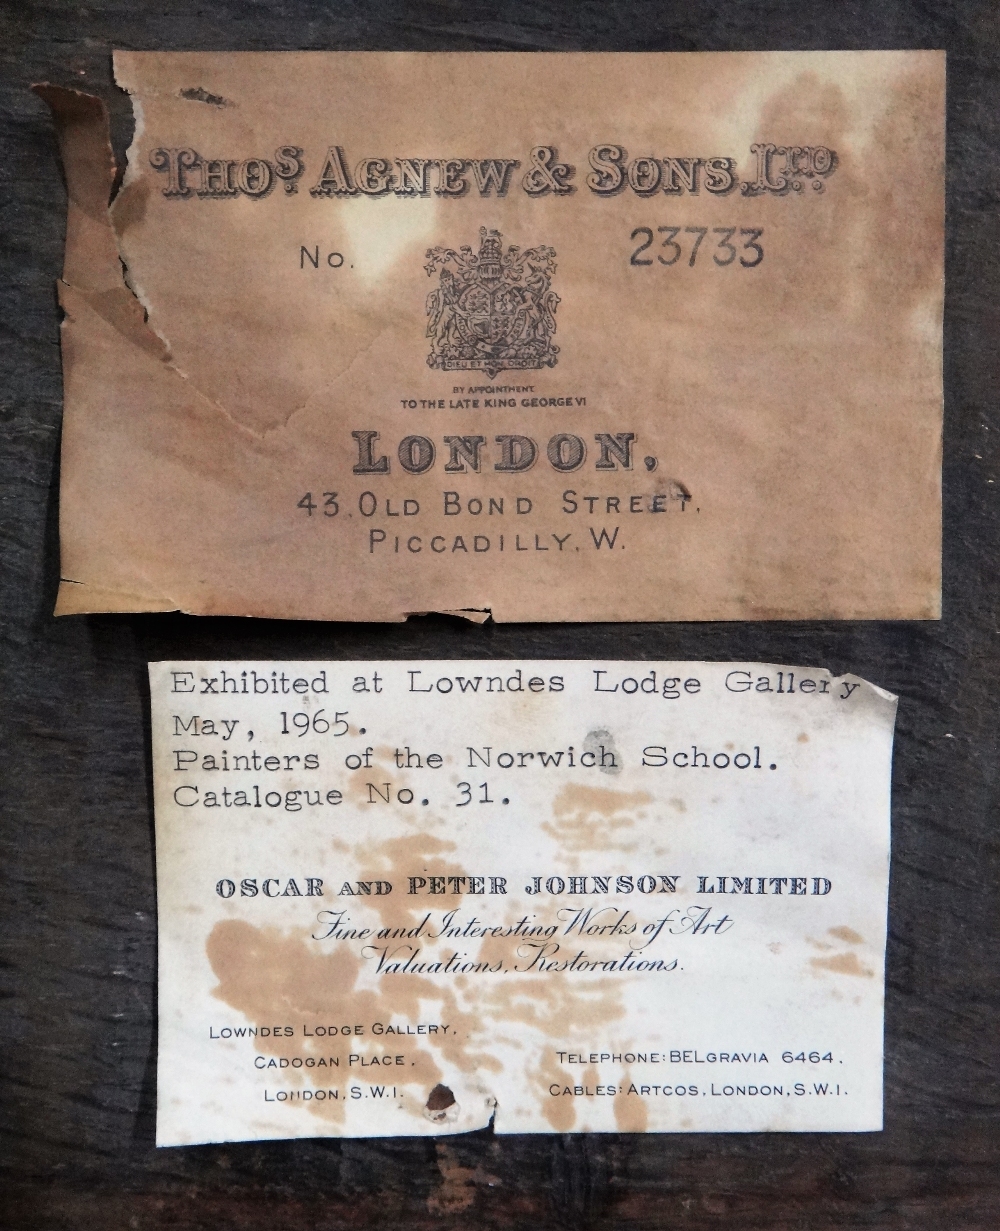 THOS. AGNEW & SONS, LTD.
No. 23733
DIEU ET MON DROIT
BY APPOINTMENT
TO THE LATE KING GEORGE VI
LONDON,
43, OLD BOND STREET,
PICCADILLY, W.
Exhibited at Lowndes Lodge Gallery
May, 1965.
Painters of the Norwich School.
Catalogue No. 31.
OSCAR AND PETER JOHNSON LIMITED
Fine and Interesting Works of Art
Valuations, Restorations.
LOWNDES LODGE GALLERY,
CADOGAN PLACE,
LONDON, S.W.1.
TELEPHONE: BELGRAVIA 6464.
CABLES: ARTCOS, LONDON, S.W.1.